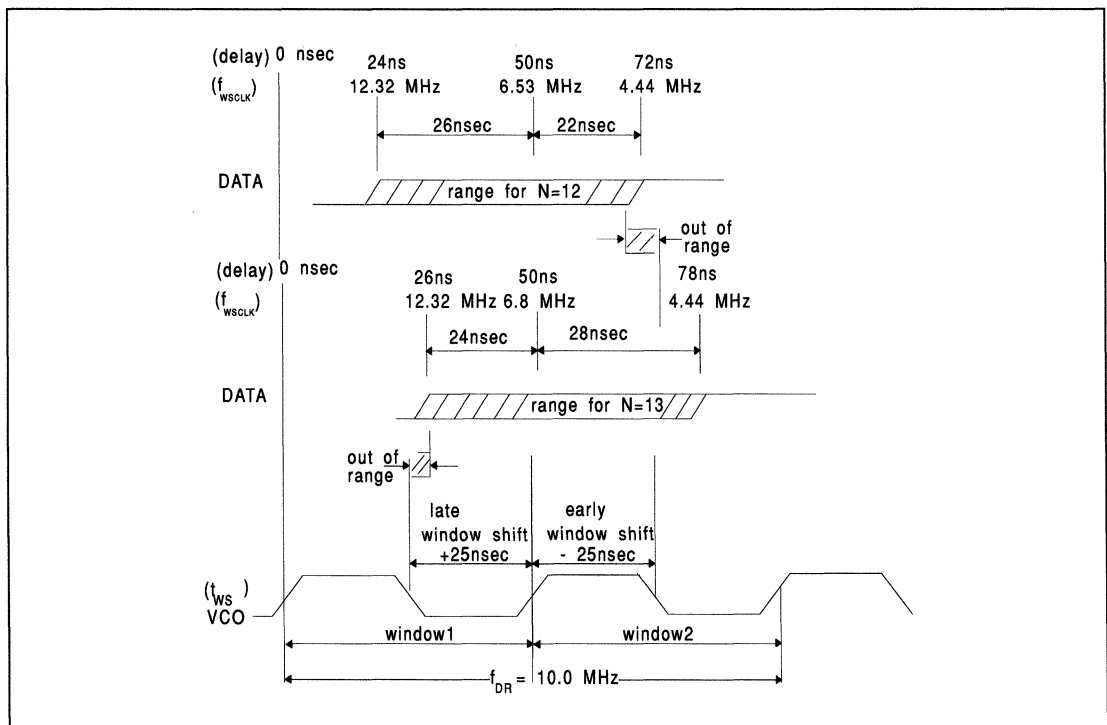 (delay) 0 nsec
24ns 50ns 72ns
(fWSCLK) 12.32 MHz 6.53 MHz 4.44 MHz
26nsec 22nsec
DATA range for N=12
out of
range
(delay) 0 nsec
26ns 50ns 78ns
(fWSCLK) 12.32 MHz 6.8 MHz 4.44 MHz
24nsec 28nsec
DATA range for N=13
out of
range
late early
window shift window shift
+25nsec - 25nsec
(tWS )
VCO
window1 window2
fDR = 10.0 MHz